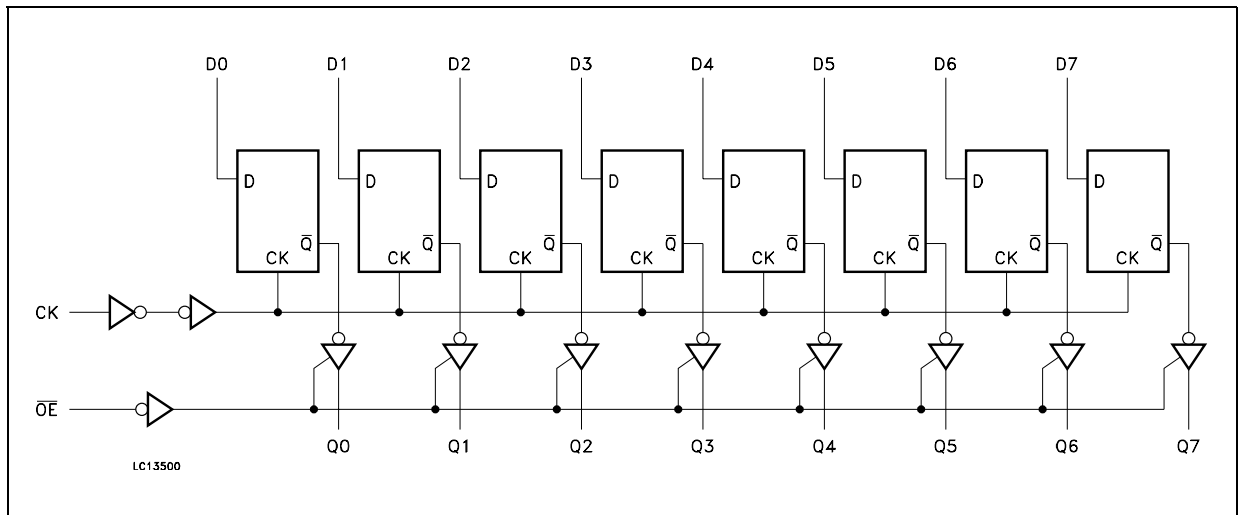 D0 D1 D2 D3 D4 D5 D6 D7
D D D D D D D D
Q̅ Q̅ Q̅ Q̅ Q̅ Q̅ Q̅ Q̅
CK CK CK CK CK CK CK CK
CK
O̅E̅
Q0 Q1 Q2 Q3 Q4 Q5 Q6 Q7
LC13500